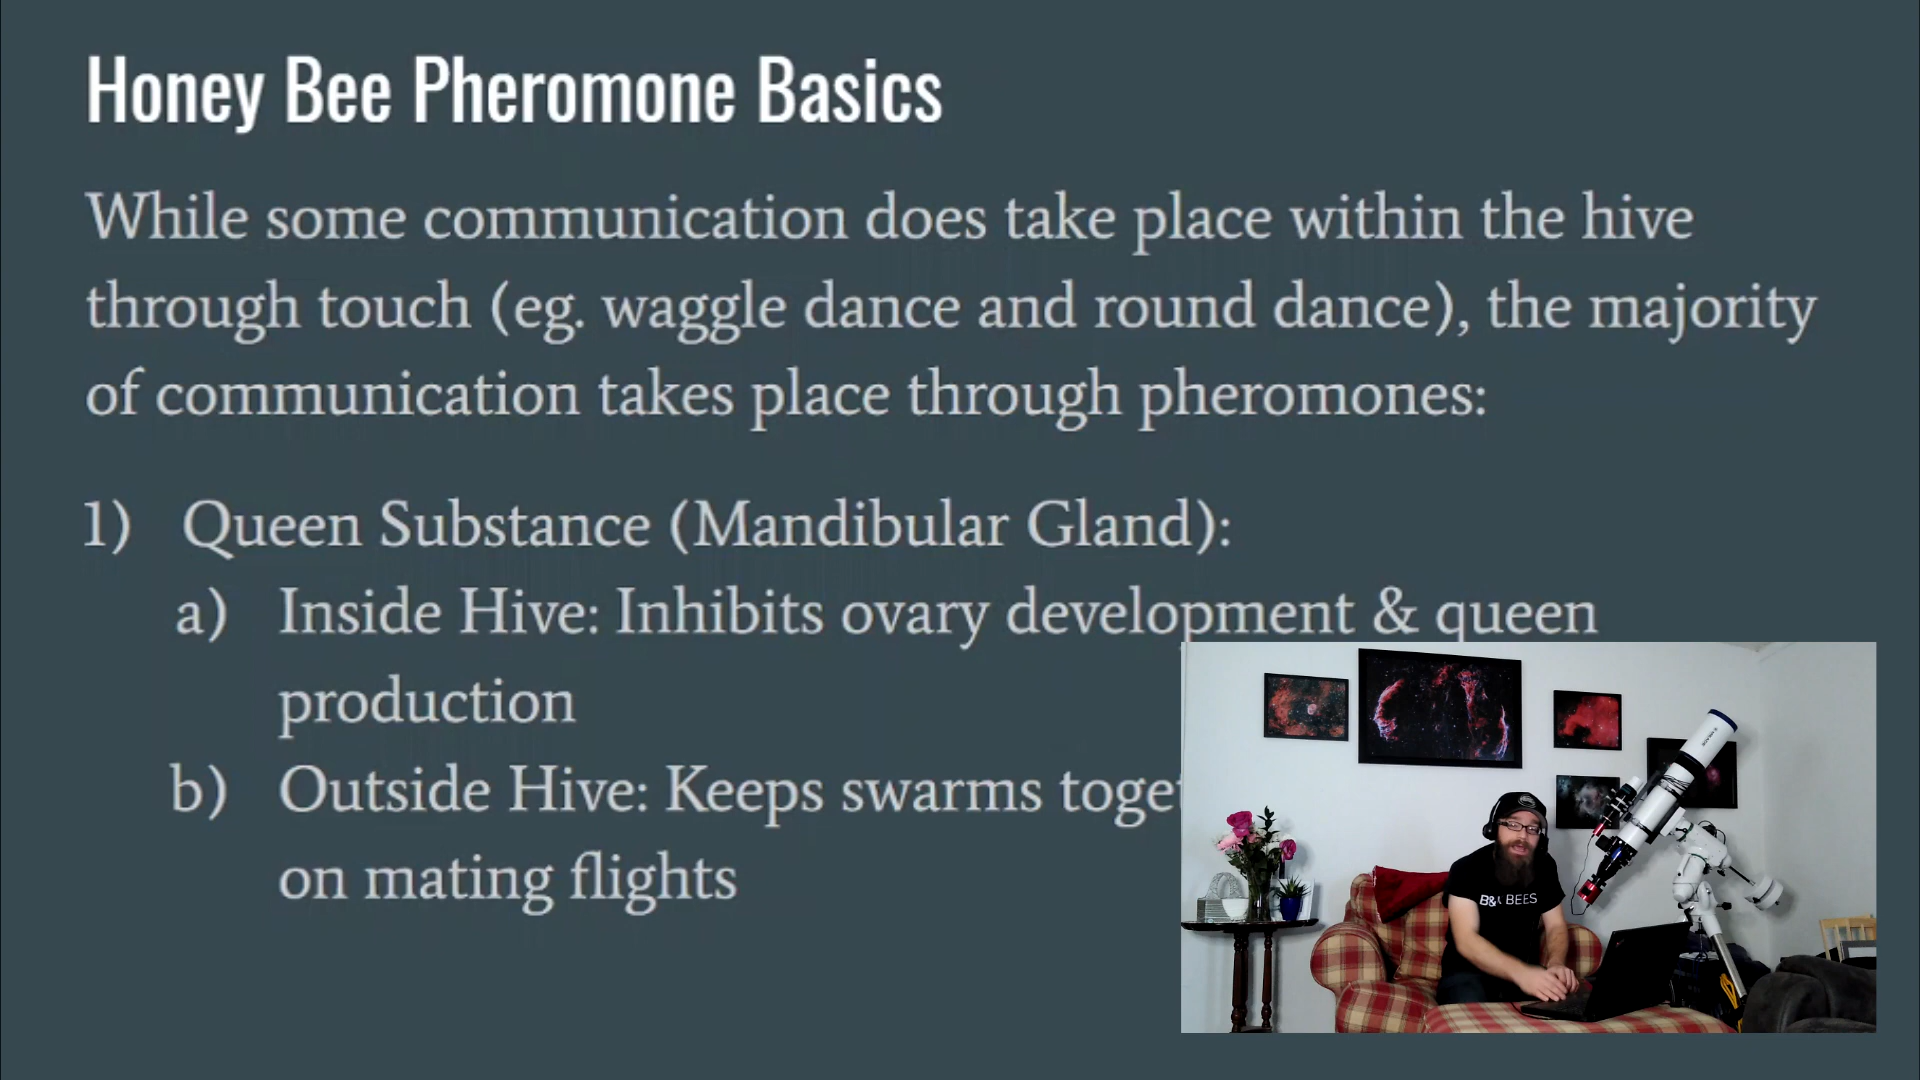 Honey Bee Pheromone Basics
While some communication does take place within the hive
through touch (eg. waggle dance and round dance), the majority
of communication takes place through pheromones:
1) Queen Substance (Mandibular Gland):
a) Inside Hive: Inhibits ovary development & queen
production
b) Outside Hive: Keeps swarms
on mating flights
BEES